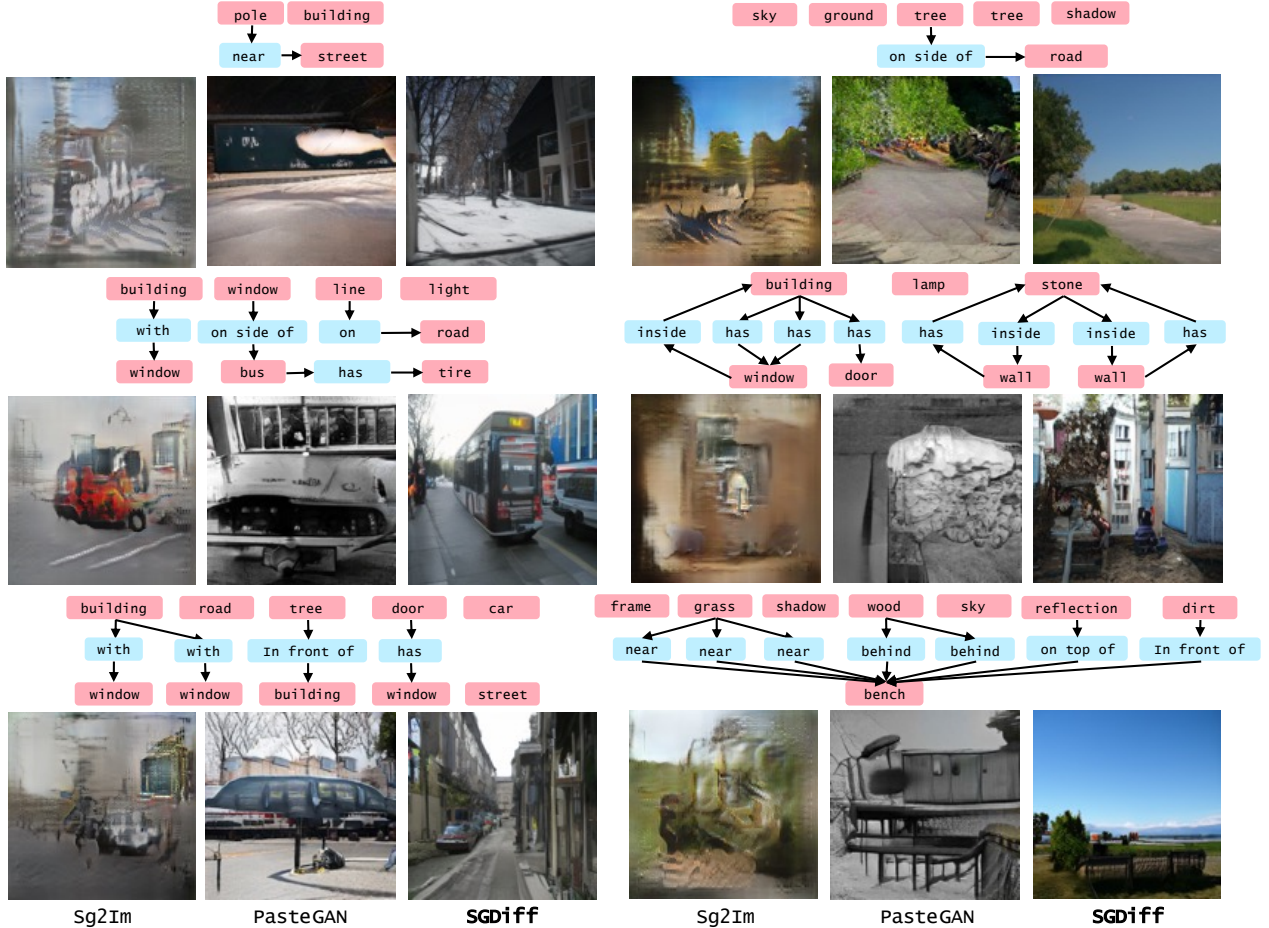 pole building
near street
sky ground tree tree shadow
on side of road
building window line light
with on side of on road
window bus has tire
building lamp stone
inside has has has has inside inside has
window door wall wall
building road tree door car
with with In front of has
window window building window street
frame grass shadow wood sky reflection dirt
near near near behind behind on top of In front of
bench
Sg2Im PasteGAN SGDiff Sg2Im PasteGAN SGDiff